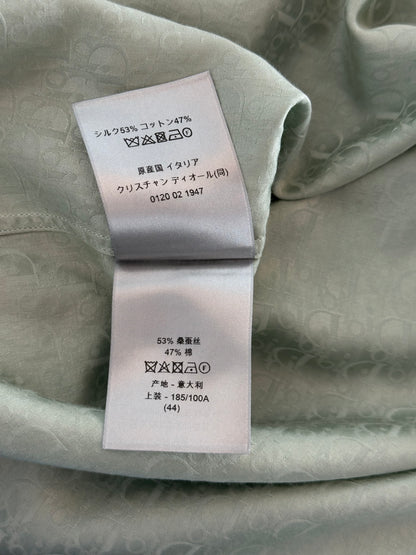 シルク53% コットン47%
原産国 イタリア
クリスチャン ディオール(同)
0120 02 1947
53% 桑蚕丝
47% 棉
产地 - 意大利
上装 - 185/100A
(44)